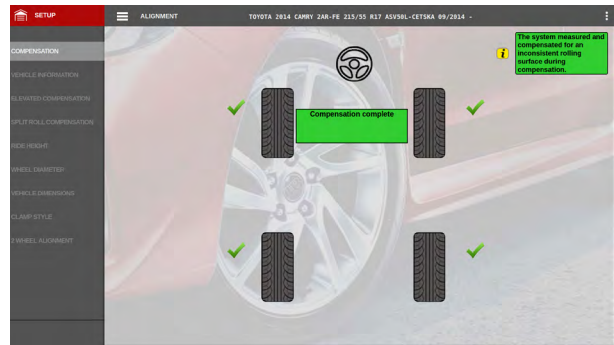 SETUP
ALIGNMENT
TOYOTA 2014 CAMRY 2AR-FE 215/55 R17 ASV50L-CETSKA 09/2014 -
The system measured and
compensated for an
inconsistent rolling
surface during
compensation.
COMPENSATION
VEHICLE INFORMATION
ELEVATED COMPENSATION
SPLIT ROLL COMPENSATION
RIDE HEIGHT
WHEEL DIAMETER
VEHICLE DIMENSIONS
CLAMP STYLE
2 WHEEL ALIGNMENT
Compensation complete